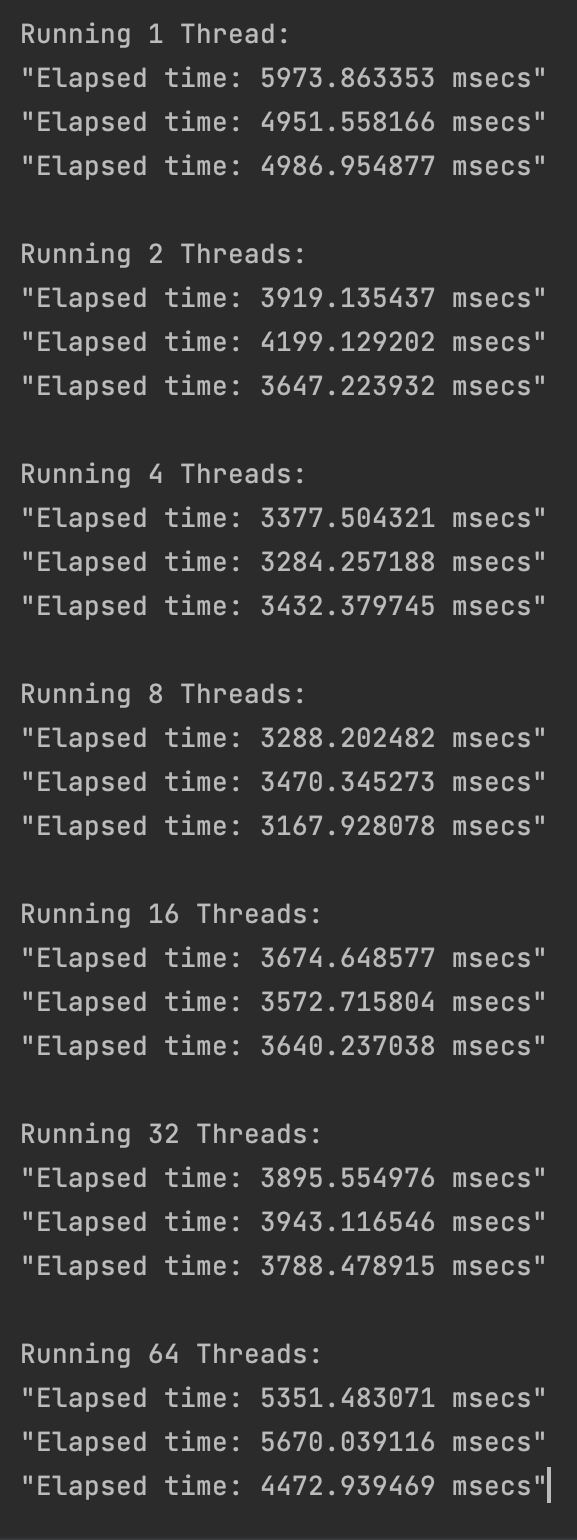 Running 1 Thread:
"Elapsed time: 5973.863353 msecs"
"Elapsed time: 4951.558166 msecs"
"Elapsed time: 4986.954877 msecs"
Running 2 Threads:
"Elapsed time: 3919.135437 msecs"
"Elapsed time: 4199.129202 msecs"
"Elapsed time: 3647.223932 msecs"
Running 4 Threads:
"Elapsed time: 3377.504321 msecs"
"Elapsed time: 3284.257188 msecs"
"Elapsed time: 3432.379745 msecs"
Running 8 Threads:
"Elapsed time: 3288.202482 msecs"
"Elapsed time: 3470.345273 msecs"
"Elapsed time: 3167.928078 msecs"
Running 16 Threads:
"Elapsed time: 3674.648577 msecs"
"Elapsed time: 3572.715804 msecs"
"Elapsed time: 3640.237038 msecs"
Running 32 Threads:
"Elapsed time: 3895.554976 msecs"
"Elapsed time: 3943.116546 msecs"
"Elapsed time: 3788.478915 msecs"
Running 64 Threads:
"Elapsed time: 5351.483071 msecs"
"Elapsed time: 5670.039116 msecs"
"Elapsed time: 4472.939469 msecs"